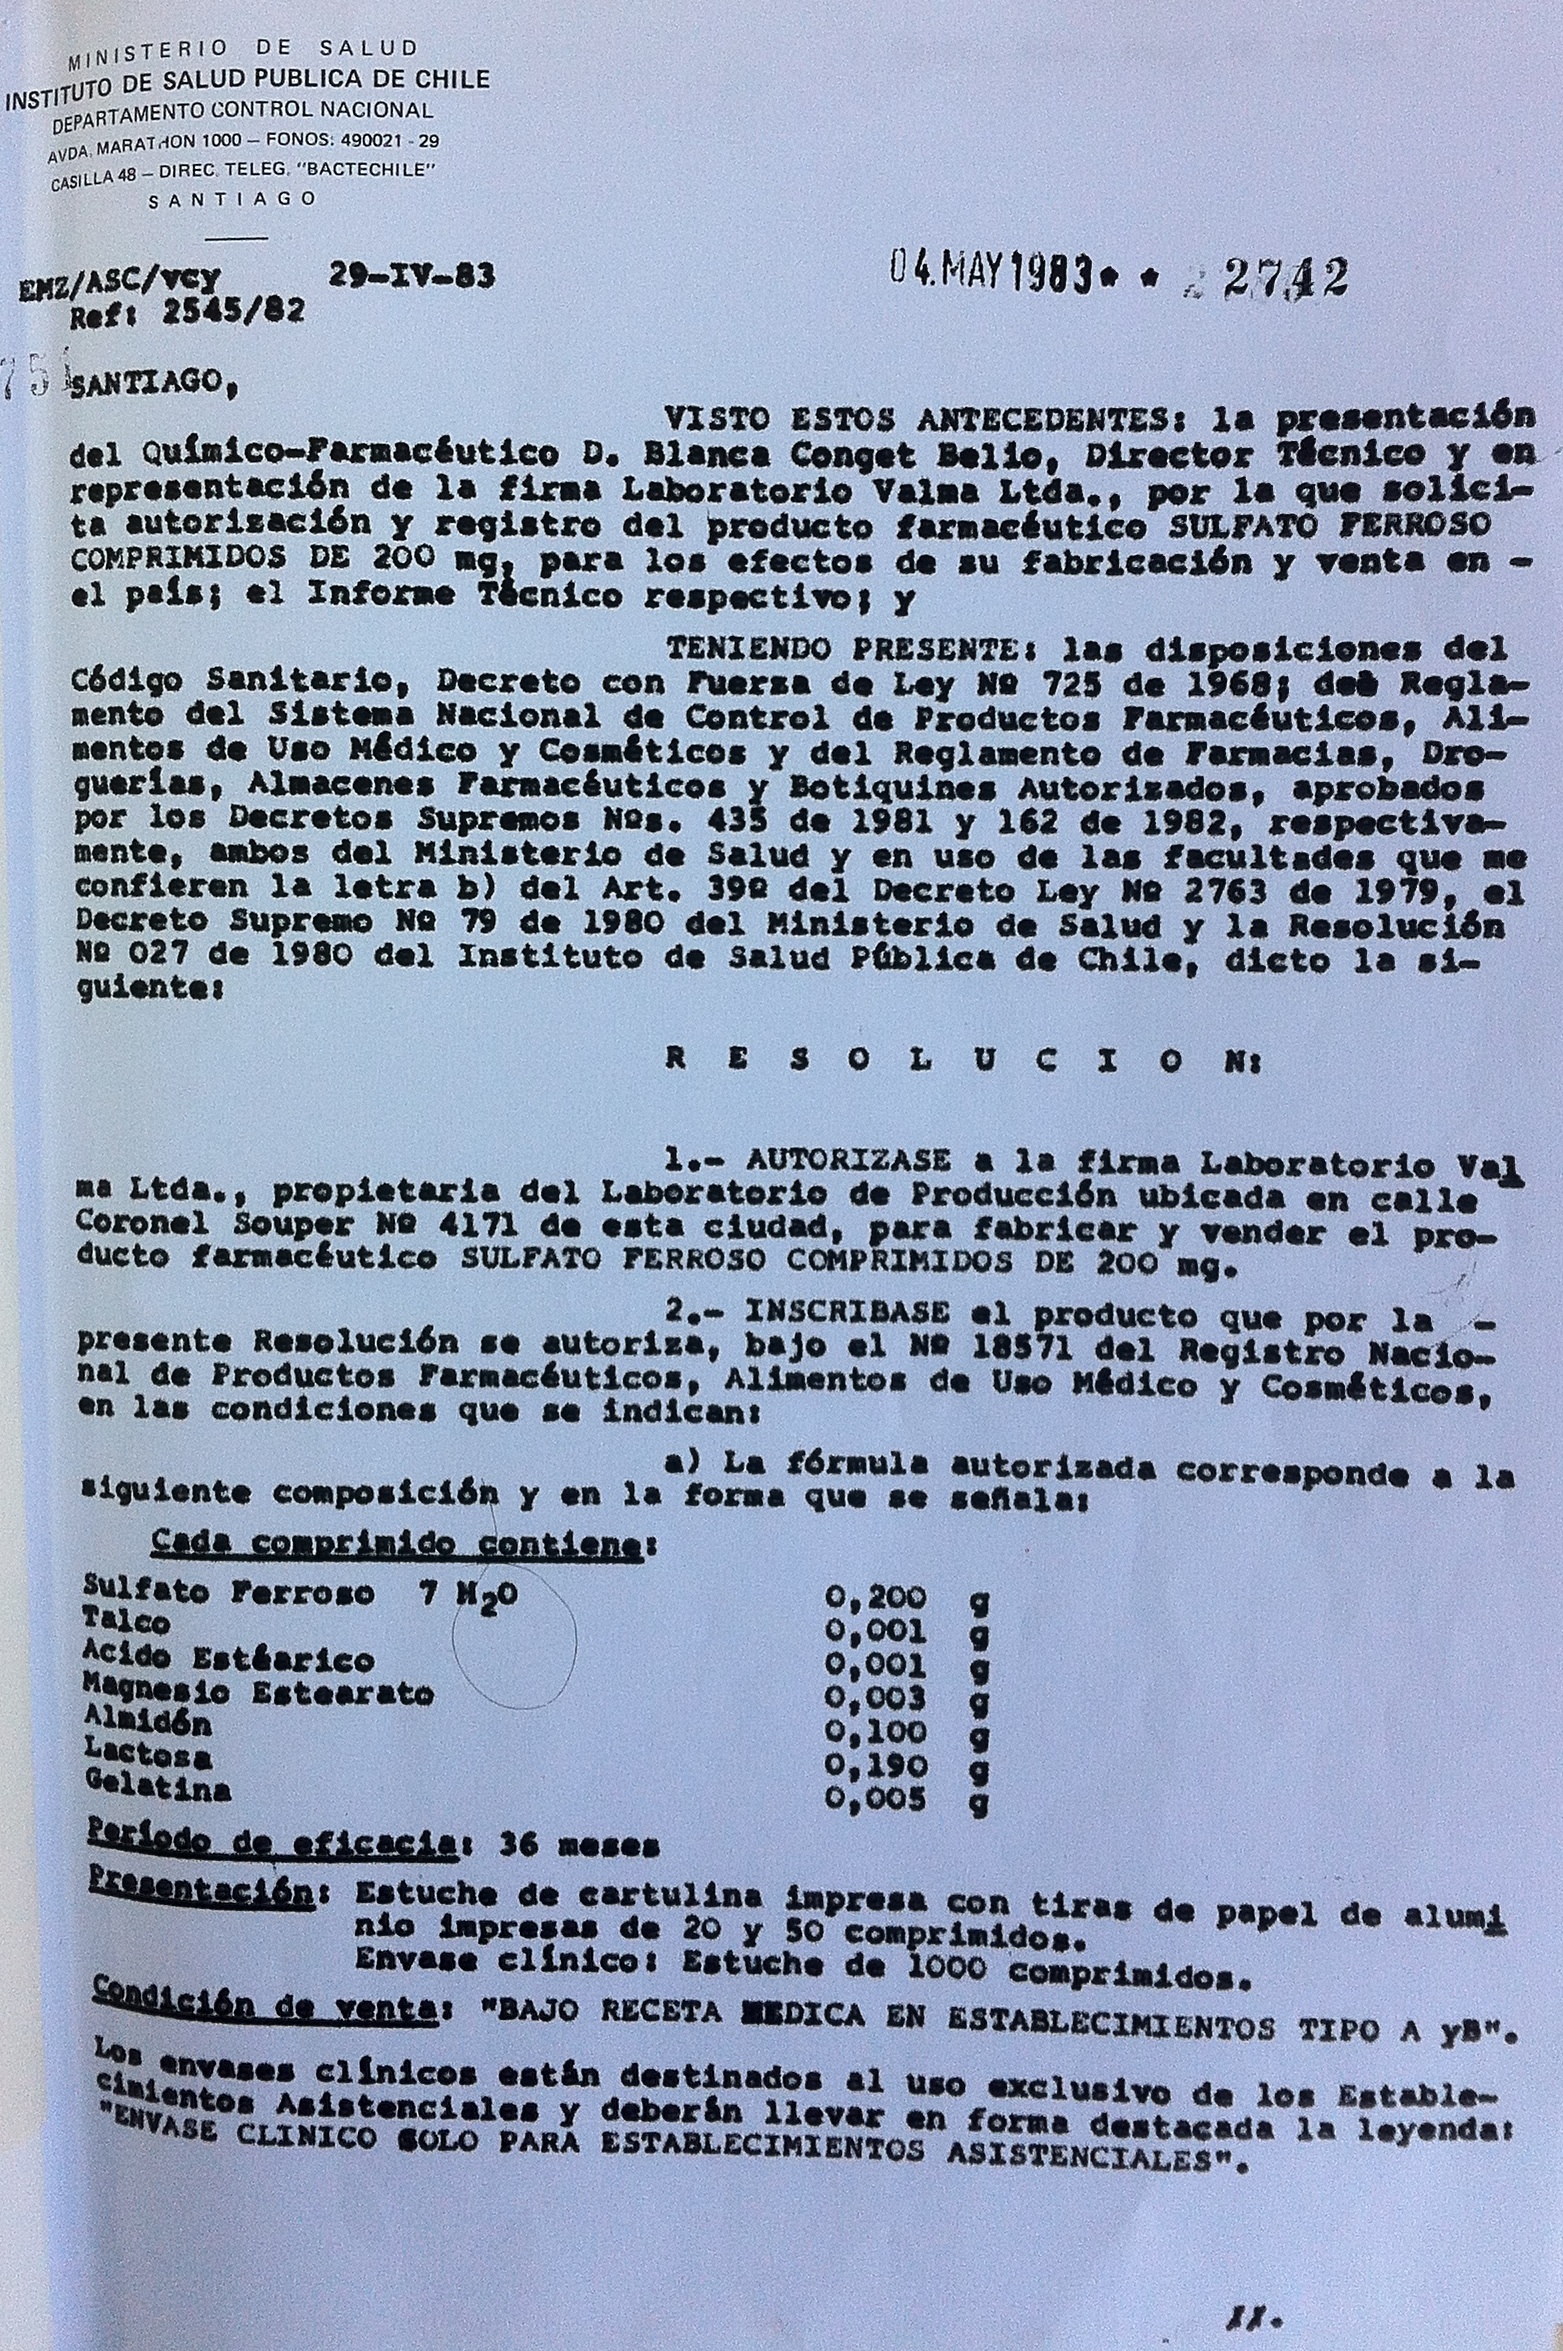 MINISTERIO DE SALUD
INSTITUTO DE SALUD PUBLICA DE CHILE
DEPARTAMENTO CONTROL NACIONAL
AVDA. MARATHON 1000 – FONOS: 490021 - 29
CASILLA 48 – DIREC. TELEG. "BACTECHILE"
SANTIAGO
EMZ/ASC/vcy 29-IV-83 04.MAY1983 * * 2742
Ref: 2545/82
751
SANTIAGO,
VISTO ESTOS ANTECEDENTES: la presentación
del Químico-Farmacéutico D. Blanca Conget Belio, Director Técnico y en
representación de la firma Laboratorio Valma Ltda., por la que solici-
ta autorización y registro del producto farmacéutico SULFATO FERROSO
COMPRIMIDOS DE 200 mg, para los efectos de su fabricación y venta en -
el país; el Informe Técnico respectivo; y
TENIENDO PRESENTE: las disposiciones del
Código Sanitario, Decreto con Fuerza de Ley Nº 725 de 1968; del Regla-
mento del Sistema Nacional de Control de Productos Farmacéuticos, Ali-
mentos de Uso Médico y Cosméticos y del Reglamento de Farmacias, Dro-
guerías, Almacenes Farmacéuticos y Botiquines Autorizados, aprobados
por los Decretos Supremos Nºs. 435 de 1981 y 162 de 1982, respectiva-
mente, ambos del Ministerio de Salud y en uso de las facultades que me
confieren la letra b) del Art. 39º del Decreto Ley Nº 2763 de 1979, el
Decreto Supremo Nº 79 de 1980 del Ministerio de Salud y la Resolución
Nº 027 de 1980 del Instituto de Salud Pública de Chile, dicto la si-
guiente:
R E S O L U C I O N:
1.- AUTORIZASE a la firma Laboratorio Val
ma Ltda., propietaria del Laboratorio de Producción ubicada en calle
Coronel Souper Nº 4171 de esta ciudad, para fabricar y vender el pro-
ducto farmacéutico SULFATO FERROSO COMPRIMIDOS DE 200 mg.
2.- INSCRIBASE el producto que por la -
presente Resolución se autoriza, bajo el Nº 18571 del Registro Nacio-
nal de Productos Farmacéuticos, Alimentos de Uso Médico y Cosméticos,
en las condiciones que se indican:
a) La fórmula autorizada corresponde a la
siguiente composición y en la forma que se señala:
Cada comprimido contiene:
Sulfato Ferroso 7 H2O 0,200 g
Talco 0,001 g
Acido Estéarico 0,001 g
Magnesio Estearato 0,003 g
Almidón 0,100 g
Lactosa 0,190 g
Gelatina 0,005 g
Período de eficacia: 36 meses
Presentación: Estuche de cartulina impresa con tiras de papel de alumi
nio impresas de 20 y 50 comprimidos.
Envase clínico: Estuche de 1000 comprimidos.
Condición de venta: "BAJO RECETA MEDICA EN ESTABLECIMIENTOS TIPO A yB".
Los envases clínicos están destinados al uso exclusivo de los Estable-
cimientos Asistenciales y deberán llevar en forma destacada la leyenda:
"ENVASE CLINICO SOLO PARA ESTABLECIMIENTOS ASISTENCIALES".
//.